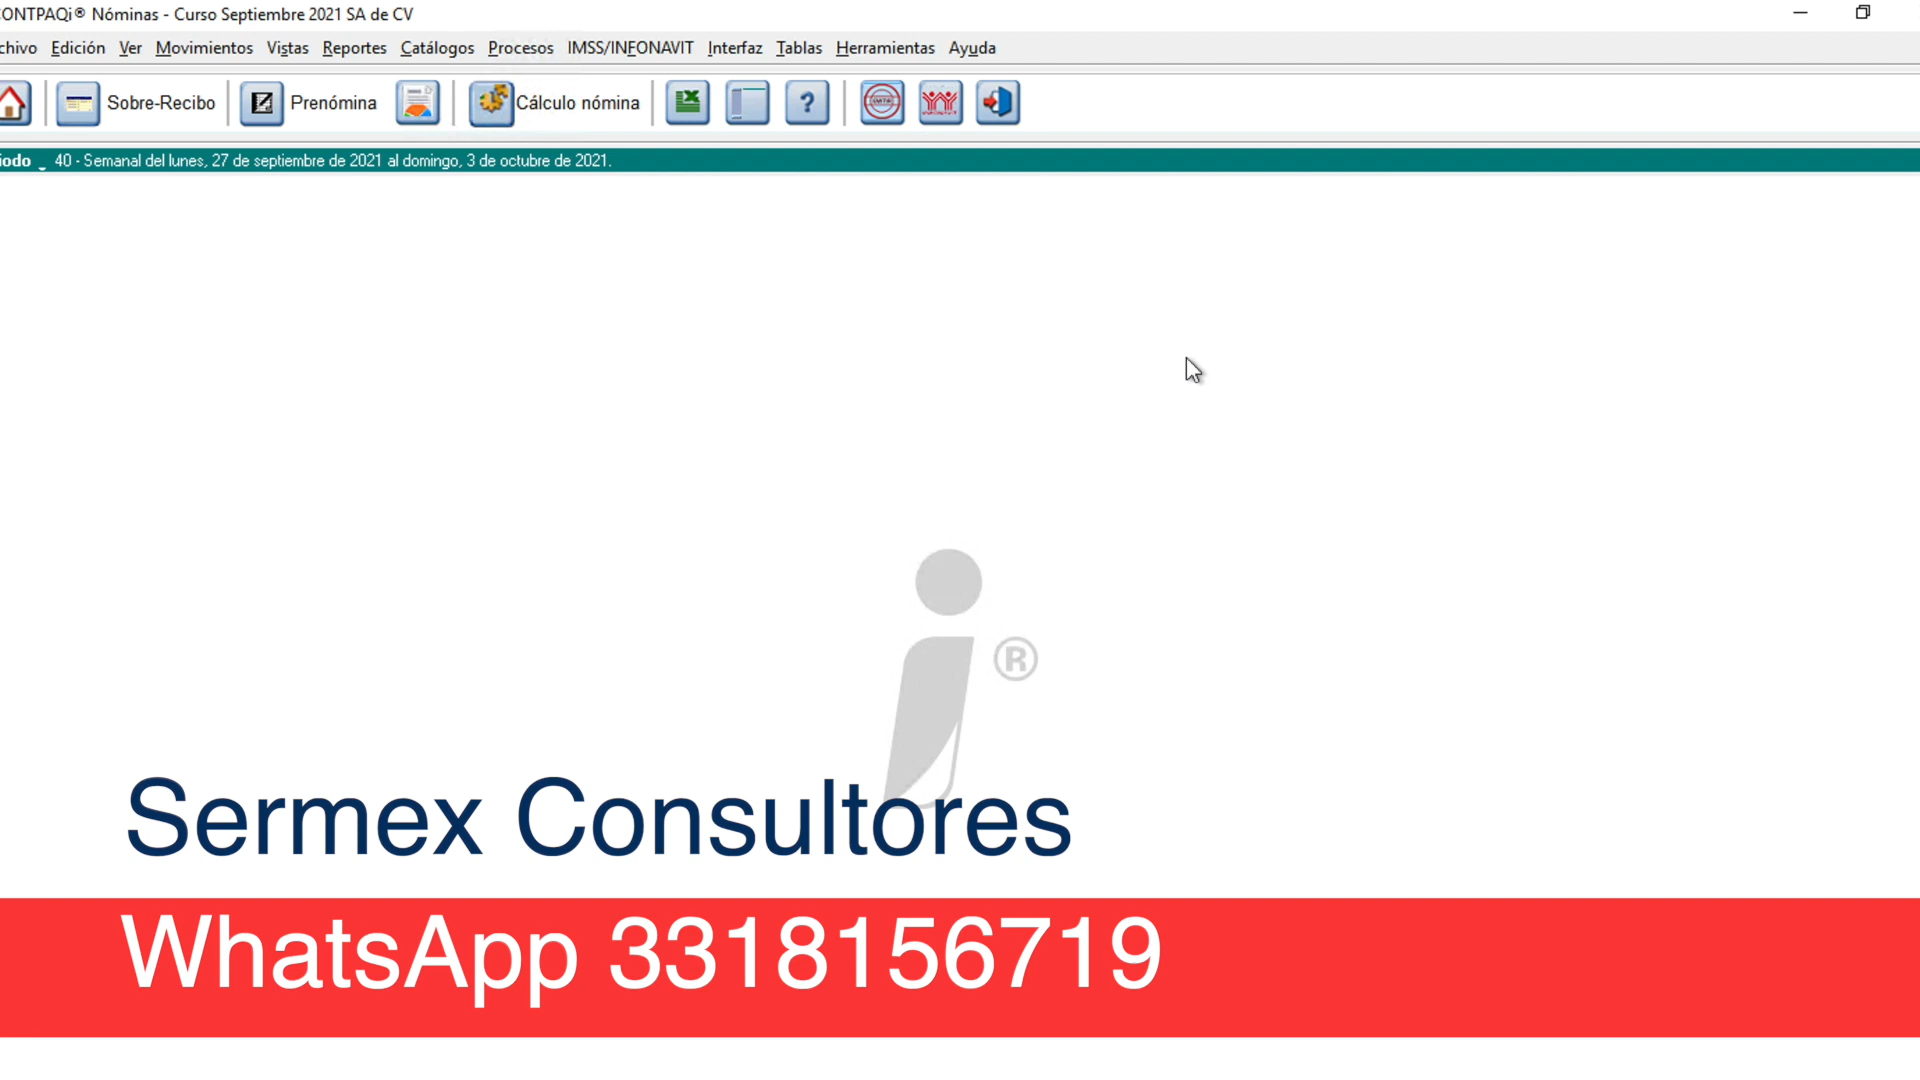 ONTPAQi® Nóminas - Curso Septiembre 2021 SA de CV
chivo Edición Ver Movimientos Vistas Reportes Catálogos Procesos IMSS/INFONAVIT Interfaz Tablas Herramientas Ayuda
Sobre-Recibo Prenómina Cálculo nómina ?
iodo 40 - Semanal del lunes, 27 de septiembre de 2021 al domingo, 3 de octubre de 2021.
i®
Sermex Consultores
WhatsApp 3318156719